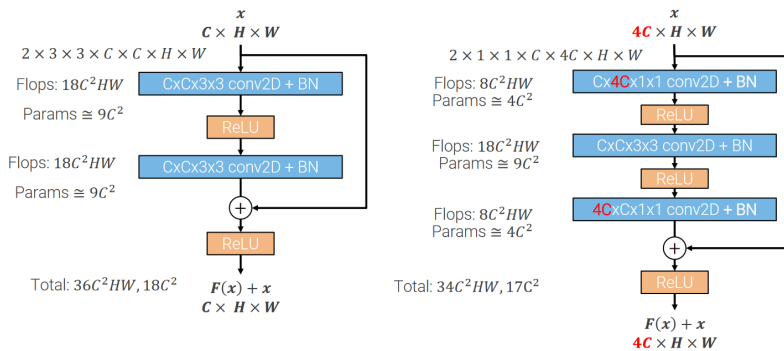 x
C × H × W
2 × 3 × 3 × C × C × H × W
Flops: 18C²HW
CxCx3x3 conv2D + BN
Params ≅ 9C²
ReLU
Flops: 18C²HW
CxCx3x3 conv2D + BN
Params ≅ 9C²
+
ReLU
Total: 36C²HW, 18C²
F(x) + x
C × H × W
x
4C × H × W
2 × 1 × 1 × C × 4C × H × W
Flops: 8C²HW
Cx4Cx1x1 conv2D + BN
Params ≅ 4C²
ReLU
Flops: 18C²HW
CxCx3x3 conv2D + BN
Params ≅ 9C²
ReLU
Flops: 8C²HW
4CxCx1x1 conv2D + BN
Params ≅ 4C²
+
ReLU
Total: 34C²HW, 17C²
F(x) + x
4C × H × W